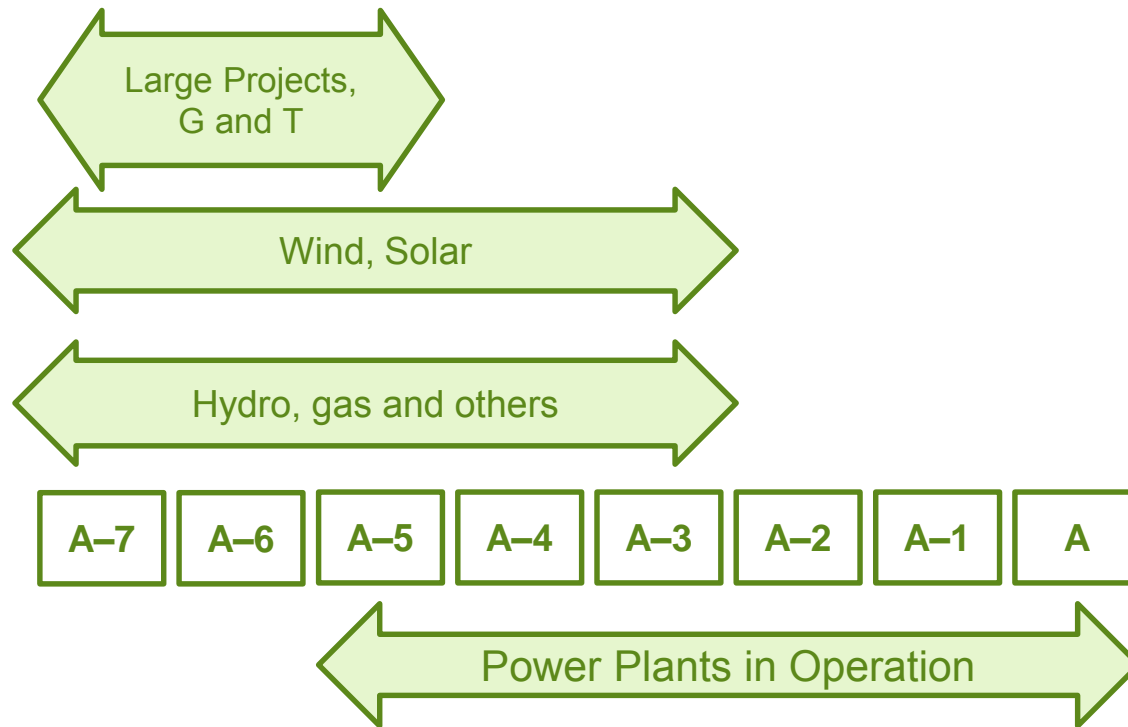 Large Projects,
G and T
Wind, Solar
Hydro, gas and others
A–7 A–6 A–5 A–4 A–3 A–2 A–1 A
Power Plants in Operation